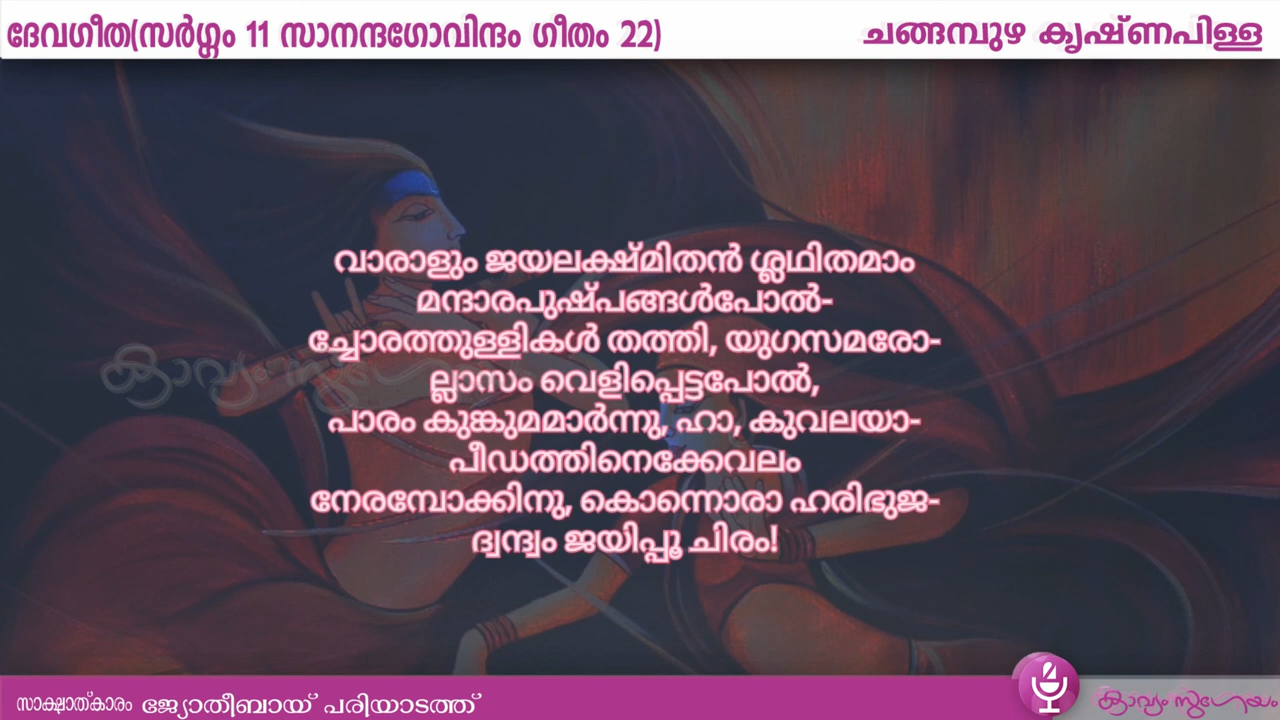 ദേവഗീത(സർഗ്ഗം 11 സാനന്ദഗോവിന്ദം ഗീതം 22)
ചങ്ങമ്പുഴ കൃഷ്ണപിള്ള
വാരാളും ജയലക്ഷ്മിതൻ ശ്ലഥിതമാം
മന്ദാരപുഷ്പങ്ങൾപോൽ-
ച്ചോരത്തുള്ളികൾ തത്തി, യുഗസമരോ-
ല്ലാസം വെളിപ്പെട്ടപോൽ,
പാരം കുങ്കുമമാർന്നു, ഹാ, കുവലയാ-
പീഡത്തിനെക്കേവലം
നേരമ്പോക്കിനു, കൊന്നൊരാ ഹരിഭുജ-
ദ്വന്ദ്വം ജയിപ്പൂ ചിരം!
കാവ്യം സുഗേയം
സാക്ഷാത്കാരം ജ്യോതീബായ് പരിയാടത്ത്
കാവ്യം സുഗേയം